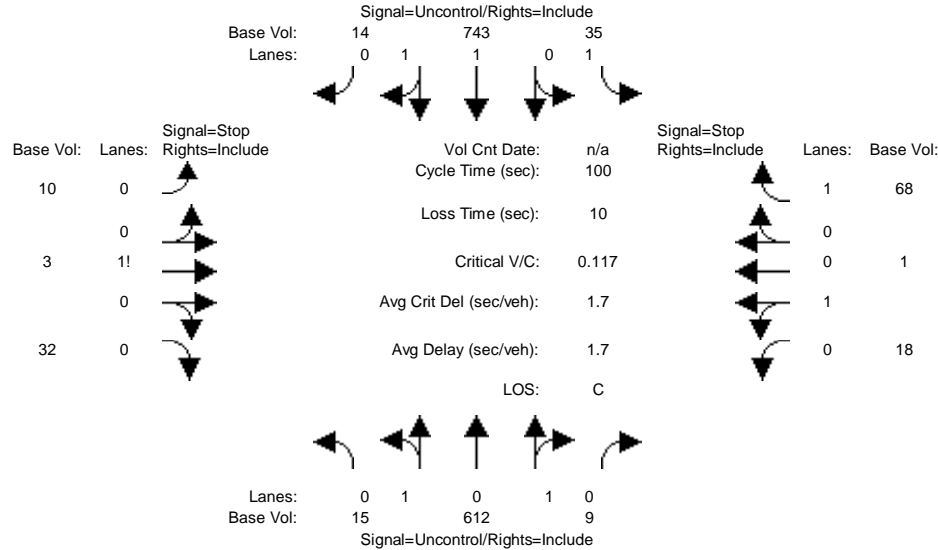 Signal=Uncontrol/Rights=Include
Base Vol: 14 743 35
Lanes: 0 1 1 0 1
Signal=Stop Signal=Stop
Base Vol: Lanes: Rights=Include Vol Cnt Date: n/a Rights=Include Lanes: Base Vol:
Cycle Time (sec): 100
10 0 1 68
Loss Time (sec): 10
0 0
3 1! Critical V/C: 0.117 0 1
0 Avg Crit Del (sec/veh): 1.7 1
32 0 Avg Delay (sec/veh): 1.7 0 18
LOS: C
Lanes: 0 1 0 1 0
Base Vol: 15 612 9
Signal=Uncontrol/Rights=Include